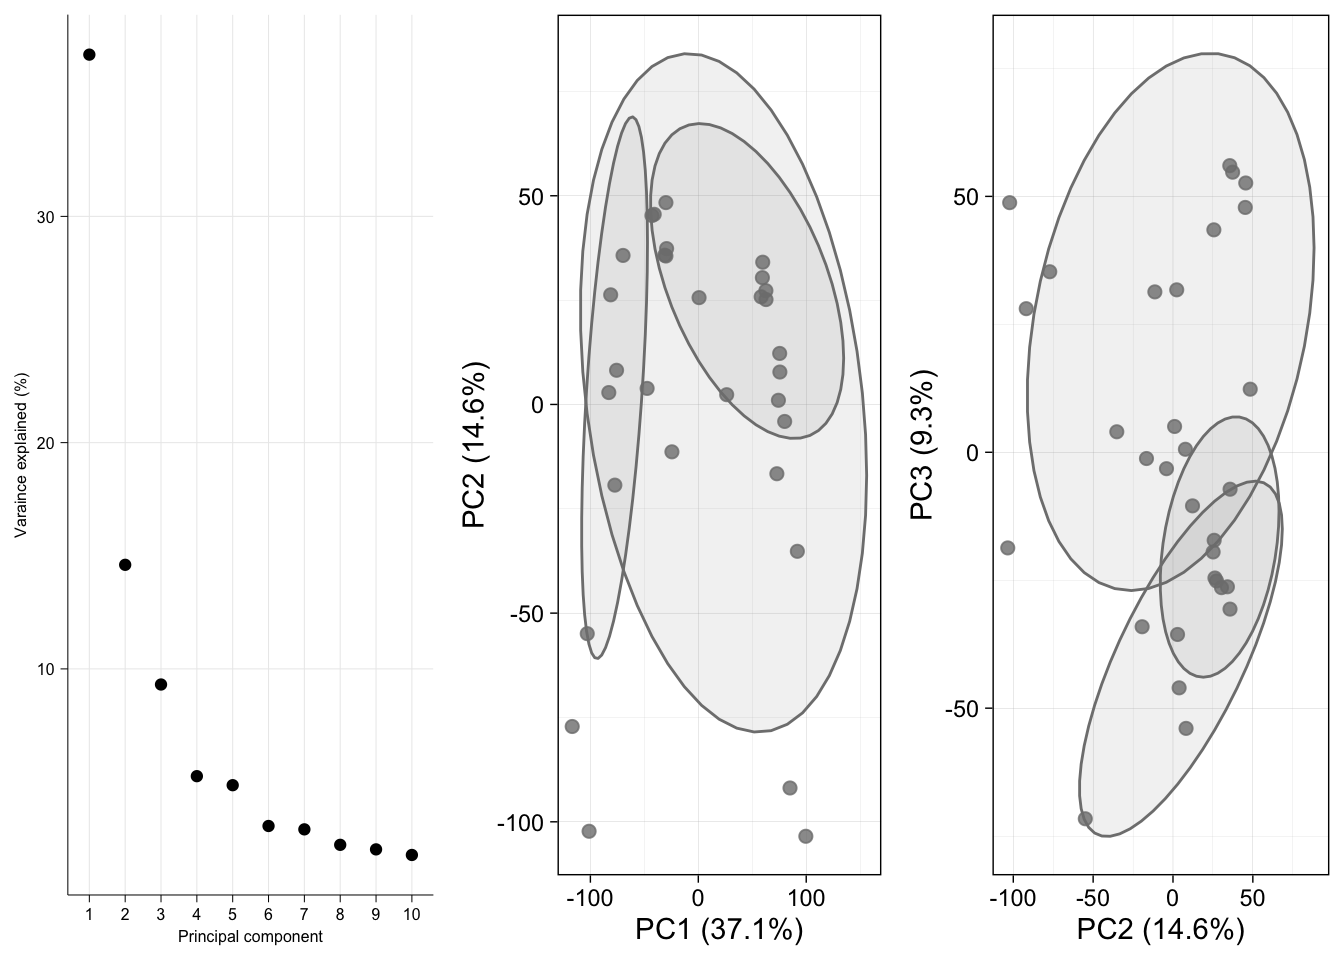 Varaince explained (%)
30
20
10
1 2 3 4 5 6 7 8 9 10
Principal component
PC2 (14.6%)
50
0
-50
-100
-100 0 100
PC1 (37.1%)
PC3 (9.3%)
50
0
-50
-100 -50 0 50
PC2 (14.6%)